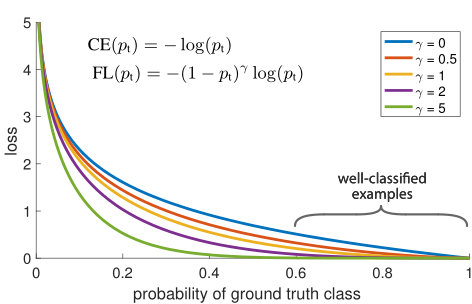 5
4
3
2
1
0
loss
CE(pt) = − log(pt)
FL(pt) = −(1 − pt)γ log(pt)
γ = 0
γ = 0.5
γ = 1
γ = 2
γ = 5
well-classified
examples
0 0.2 0.4 0.6 0.8 1
probability of ground truth class